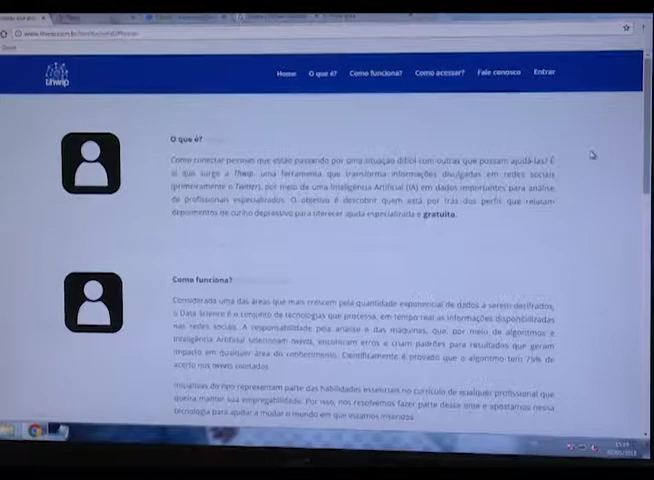 Home O que é? Como funciona? Como acessar? Fale conosco Entrar
O que é?
Como conectar pessoas que estão passando por uma situação difícil com outras que possam ajudá-las? É
aí que surge a Thwip, uma ferramenta que transforma informações divulgadas em redes sociais
(primeiramente o Twitter), por meio de uma Inteligência Artificial (IA) em dados importantes para análise
de profissionais especializados. O objetivo é descobrir quem está por trás dos perfis que relatam
depoimentos de cunho depressivo para oferecer ajuda especializada e gratuita.
Como funciona?
Considerada uma das áreas que mais crescem pela quantidade exponencial de dados a serem decifrados,
o Data Science é o conjunto de tecnologias que processa, em tempo real as informações disponibilizadas
nas redes sociais. A responsabilidade pela análise é das máquinas, que, por meio de algoritmos e
Inteligência Artificial selecionam tweets, encontram erros e criam padrões para resultados que geram
impacto em qualquer área do conhecimento. Cientificamente é provado que o algoritmo tem 75% de
acerto nos tweets coletados
Iniciativas do tipo representam parte das habilidades essenciais no currículo de qualquer profissional que
queira manter sua empregabilidade. Por isso, nos resolvemos fazer parte desse time e apostamos nessa
tecnologia para ajudar a mudar o mundo em que estamos inseridos